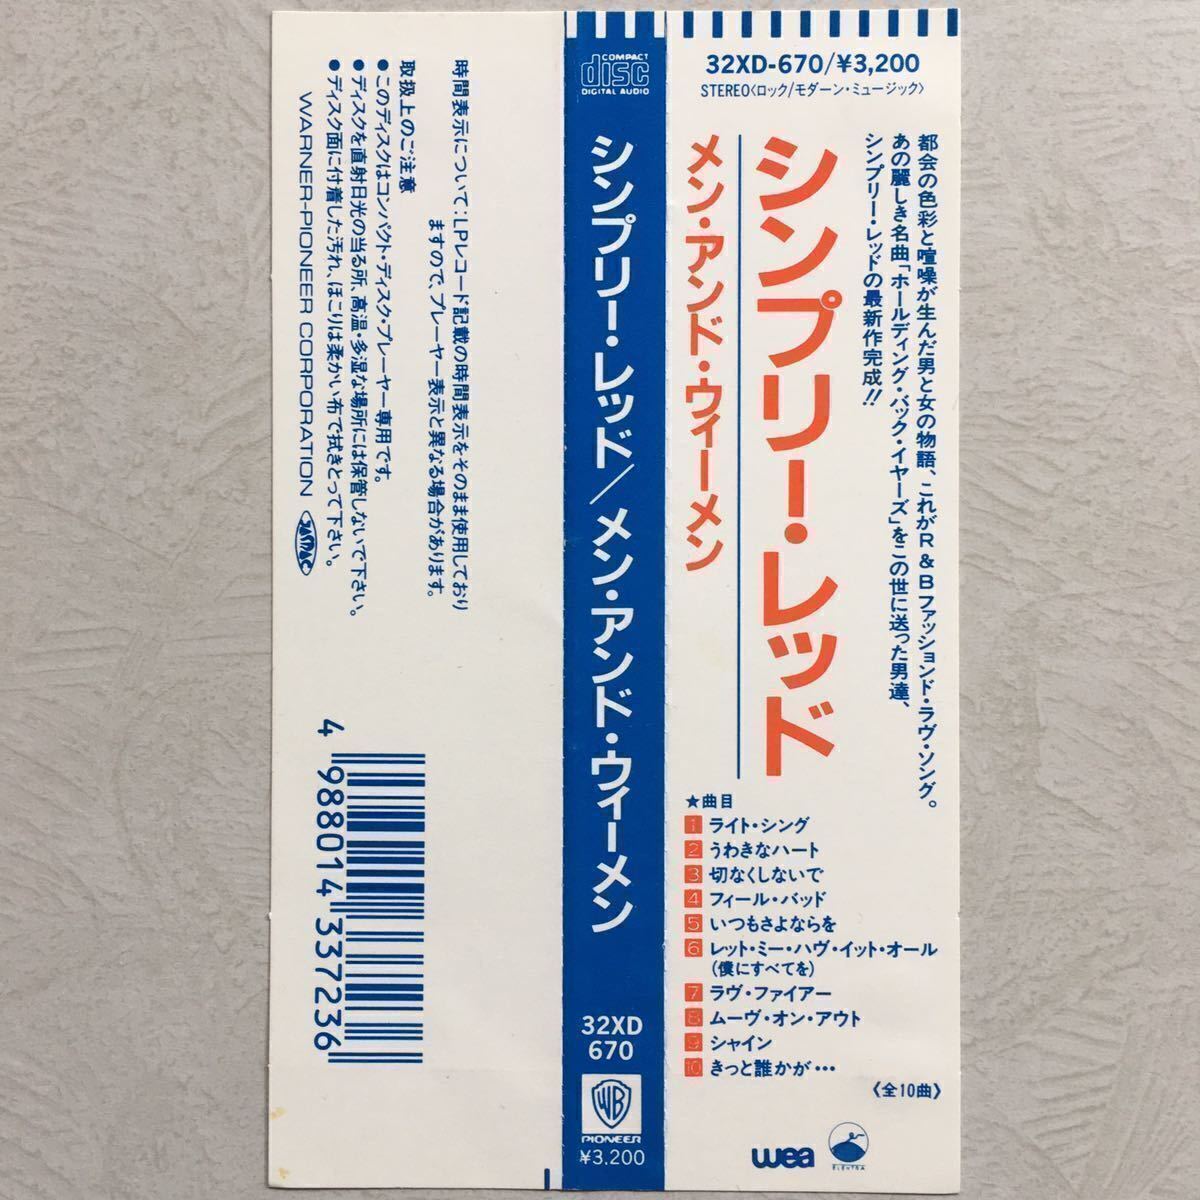 32XD-670/¥3,200
STEREO〈ロック/モダーン・ミュージック〉
都会の色彩と喧噪が生んだ男と女の物語、これがR&Bファッションド・ラヴ・ソング。
あの麗しき名曲「ホールディング・バック・イヤーズ」をこの世に送った男達、
シンプリー・レッドの最新作完成!!
シンプリー・レッド
メン・アンド・ウィーメン
★曲目
1 ライト・シング
2 うわきなハート
3 切なくしないで
4 フィール・バッド
5 いつもさよならを
6 レット・ミー・ハヴ・イット・オール
(僕にすべてを)
7 ラヴ・ファイアー
8 ムーヴ・オン・アウト
9 シャイン
10 きっと誰かが・・・
〈全10曲〉
wea
ELEKTRA
COMPACT
disc
DIGITAL AUDIO
シンプリー・レッド/メン・アンド・ウィーメン
32XD
670
WB
PIONEER
¥3,200
時間表示について:LPレコード記載の時間表示をそのまま使用しており
ますので、プレーヤー表示と異なる場合があります。
取扱上のご注意
●このディスクはコンパクト・ディスク・プレーヤー専用です。
●ディスクを直射日光の当る所、高温・多湿な場所には保管しないで下さい。
●ディスク面に付着した汚れ、ほこりは柔かい布で拭きとって下さい。
WARNER-PIONEER CORPORATION
JASRAC
4 988014 337236